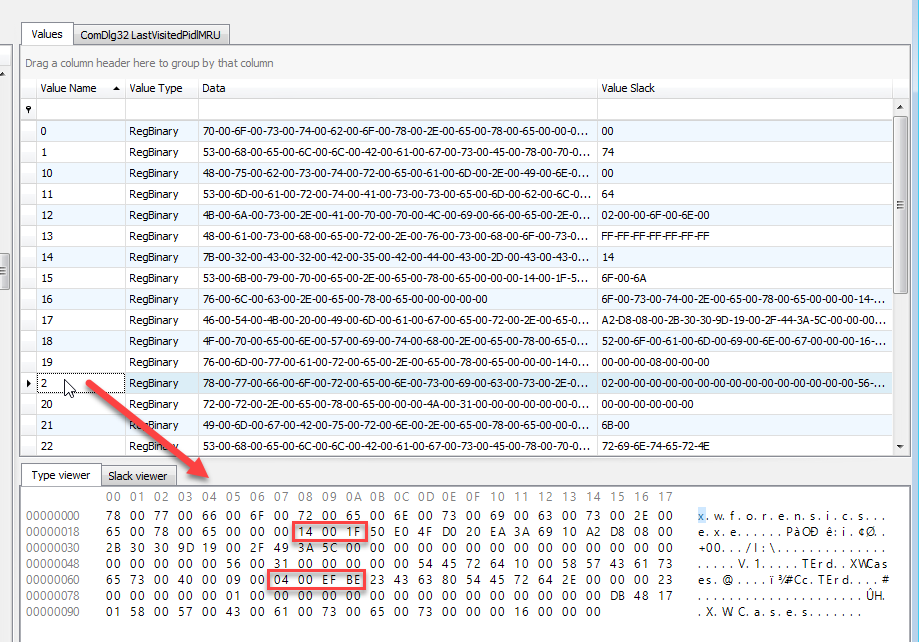 Values
ComDlg32 LastVisitedPidlMRU
Drag a column header here to group by that column
Value Name Value Type Data Value Slack
0 RegBinary 70-00-6F-00-73-00-74-00-62-00-6F-00-78-00-2E-00-65-00-78-00-65-00-00-0... 00
1 RegBinary 53-00-68-00-65-00-6C-00-6C-00-42-00-61-00-67-00-73-00-45-00-78-00-70-0... 74
10 RegBinary 48-00-75-00-62-00-73-00-74-00-72-00-65-00-61-00-6D-00-2E-00-49-00-6E-0... 00
11 RegBinary 53-00-6D-00-61-00-72-00-74-00-41-00-73-00-73-00-65-00-6D-00-62-00-6C-0... 64
12 RegBinary 4B-00-6A-00-73-00-2E-00-41-00-70-00-70-00-4C-00-69-00-66-00-65-00-2E-0... 02-00-00-6F-00-6E-00
13 RegBinary 48-00-61-00-73-00-68-00-65-00-72-00-2E-00-76-00-73-00-68-00-6F-00-73-0... FF-FF-FF-FF-FF-FF-FF
14 RegBinary 7B-00-32-00-43-00-32-00-42-00-35-00-42-00-44-00-43-00-2D-00-43-00-43-0... 14
15 RegBinary 53-00-6B-00-79-00-70-00-65-00-2E-00-65-00-78-00-65-00-00-00-14-00-1F-5... 6F-00-6A
16 RegBinary 76-00-6C-00-63-00-2E-00-65-00-78-00-65-00-00-00-00-00 6F-00-73-00-74-00-2E-00-65-00-78-00-65-00-00-00-14-...
17 RegBinary 46-00-54-00-4B-00-20-00-49-00-6D-00-61-00-67-00-65-00-72-00-2E-00-65-0... A2-D8-08-00-2B-30-30-9D-19-00-2F-44-3A-5C-00-00-00...
18 RegBinary 4F-00-70-00-65-00-6E-00-57-00-69-00-74-00-68-00-2E-00-65-00-78-00-65-0... 52-00-6F-00-61-00-6D-00-69-00-6E-00-67-00-00-00-16-...
19 RegBinary 76-00-6D-00-77-00-61-00-72-00-65-00-2E-00-65-00-78-00-65-00-00-00-14-0... 00-00-00-08-00-00-00
2 RegBinary 78-00-77-00-66-00-6F-00-72-00-65-00-6E-00-73-00-69-00-63-00-73-00-2E-0... 02-00-00-00-00-00-00-00-00-00-00-00-00-00-00-00-56-...
20 RegBinary 72-00-72-00-2E-00-65-00-78-00-65-00-00-00-4A-00-31-00-00-00-00-00-00-0... 00-00-00-00-00-00
21 RegBinary 49-00-6D-00-67-00-42-00-75-00-72-00-6E-00-2E-00-65-00-78-00-65-00-00-0... 6B-00
22 RegBinary 53-00-68-00-65-00-6C-00-6C-00-42-00-61-00-67-00-73-00-45-00-78-00-70-0... 72-69-6E-74-65-72-4E
Type viewer Slack viewer
00 01 02 03 04 05 06 07 08 09 0A 0B 0C 0D 0E 0F 10 11 12 13 14 15 16 17
00000000 78 00 77 00 66 00 6F 00 72 00 65 00 6E 00 73 00 69 00 63 00 73 00 2E 00 x.w.f.o.r.e.n.s.i.c.s...
00000018 65 00 78 00 65 00 00 00 14 00 1F 50 E0 4F D0 20 EA 3A 69 10 A2 D8 08 00 e.x.e......PàOÐ ê:i.¢Ø..
00000030 2B 30 30 9D 19 00 2F 49 3A 5C 00 00 00 00 00 00 00 00 00 00 00 00 00 00 +00.../I:\..............
00000048 00 00 00 00 00 56 00 31 00 00 00 00 00 54 45 72 64 10 00 58 57 43 61 73 .....V.1.....TErd..XWCas
00000060 65 73 00 40 00 09 00 04 00 EF BE 23 43 63 80 54 45 72 64 2E 00 00 00 23 es.@.....ï¾#Cc.TErd....#
00000078 00 00 00 00 00 01 00 00 00 00 00 00 00 00 00 00 00 00 00 00 00 DB 48 17 .....................ÛH.
00000090 01 58 00 57 00 43 00 61 00 73 00 65 00 73 00 00 00 16 00 00 00 .X.W.C.a.s.e.s.......